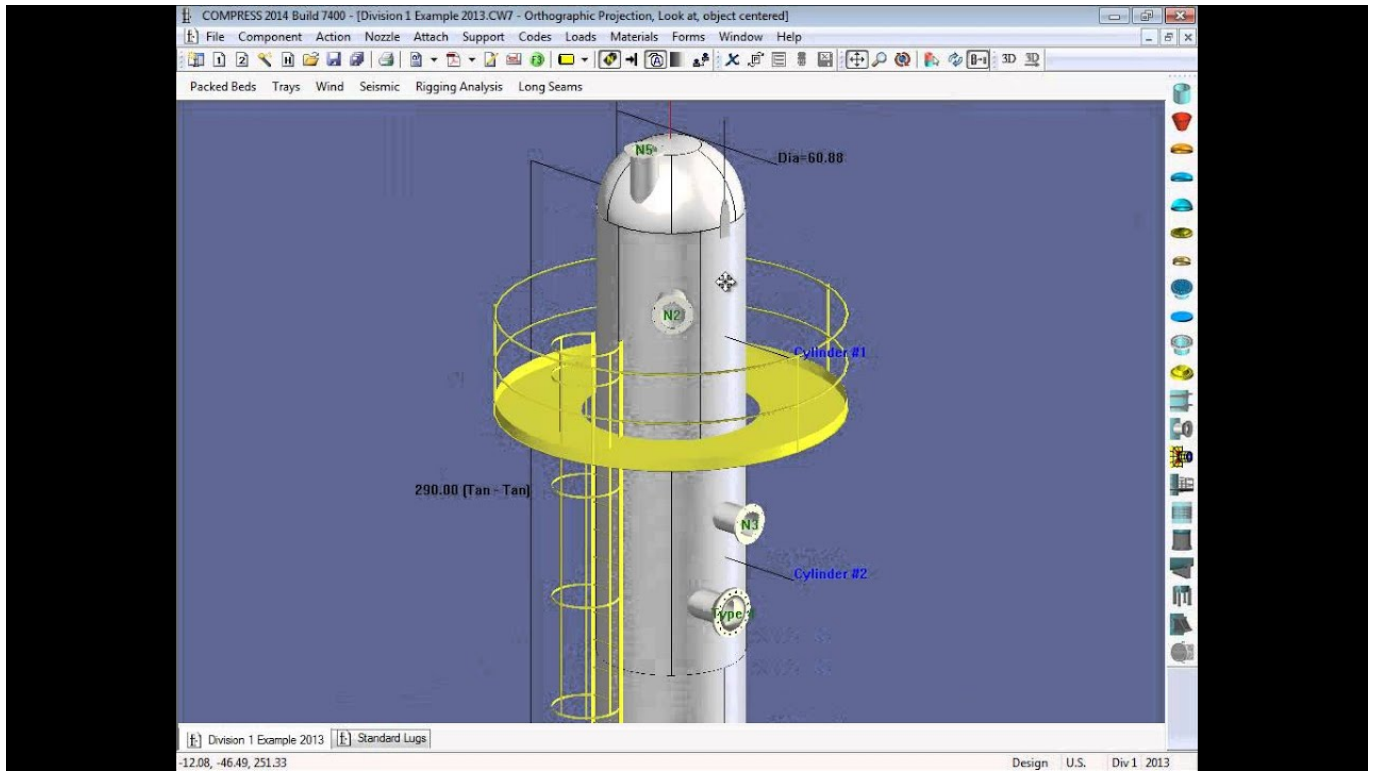 COMPRESS 2014 Build 7400 - [Division 1 Example 2013.CW7 - Orthographic Projection, Look at, object centered]
File Component Action Nozzle Attach Support Codes Loads Materials Forms Window Help
3D 3D
Packed Beds Trays Wind Seismic Rigging Analysis Long Seams
N5
Dia=60.88
N2
Cylinder #1
290.00 (Tan - Tan)
N3
Cylinder #2
Type
Division 1 Example 2013 Standard Lugs
-12.08, -46.49, 251.33 Design U.S. Div 1 2013